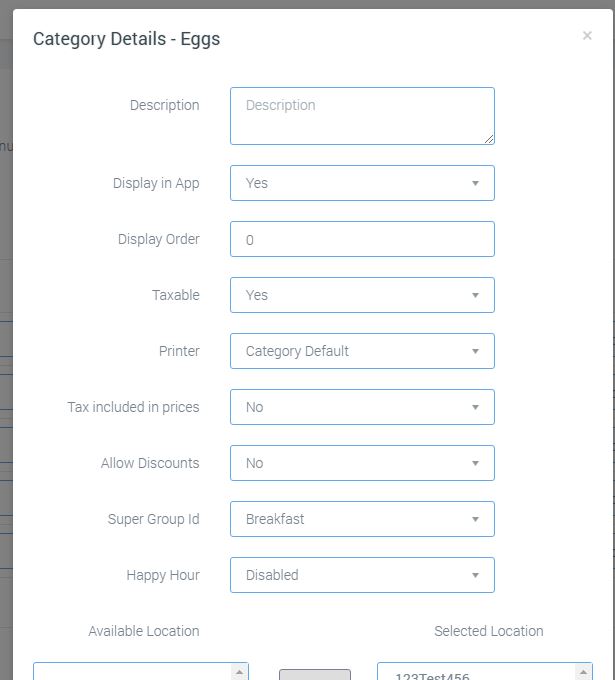 Category Details - Eggs ×
nu
Description Description
Display in App Yes
Display Order 0
Taxable Yes
Printer Category Default
Tax included in prices No
Allow Discounts No
Super Group Id Breakfast
Happy Hour Disabled
Available Location Selected Location
123Test456